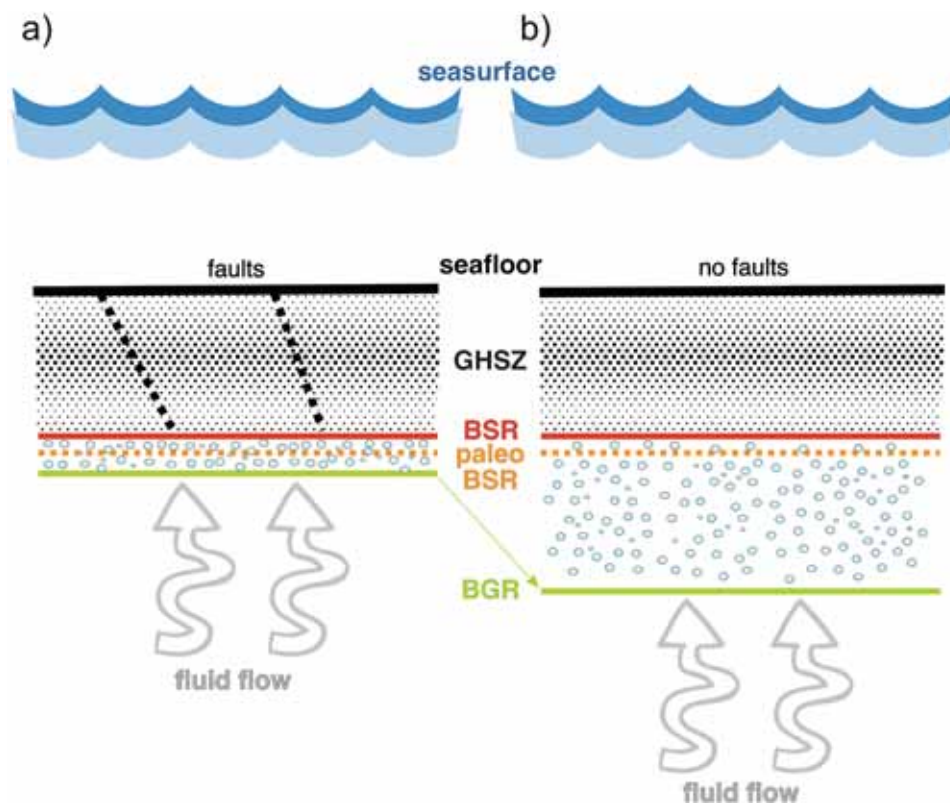 a)
b)
seasurface
faults
seafloor
no faults
GHSZ
BSR
paleo
BSR
BGR
fluid flow
fluid flow